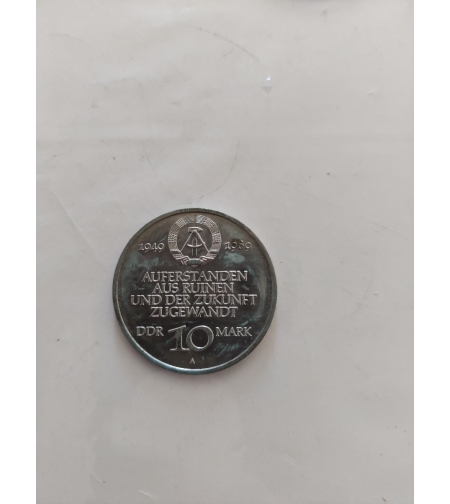 1949 1989
AUFERSTANDEN
AUS RUINEN
UND DER ZUKUNFT
ZUGEWANDT
DDR 10 MARK
A